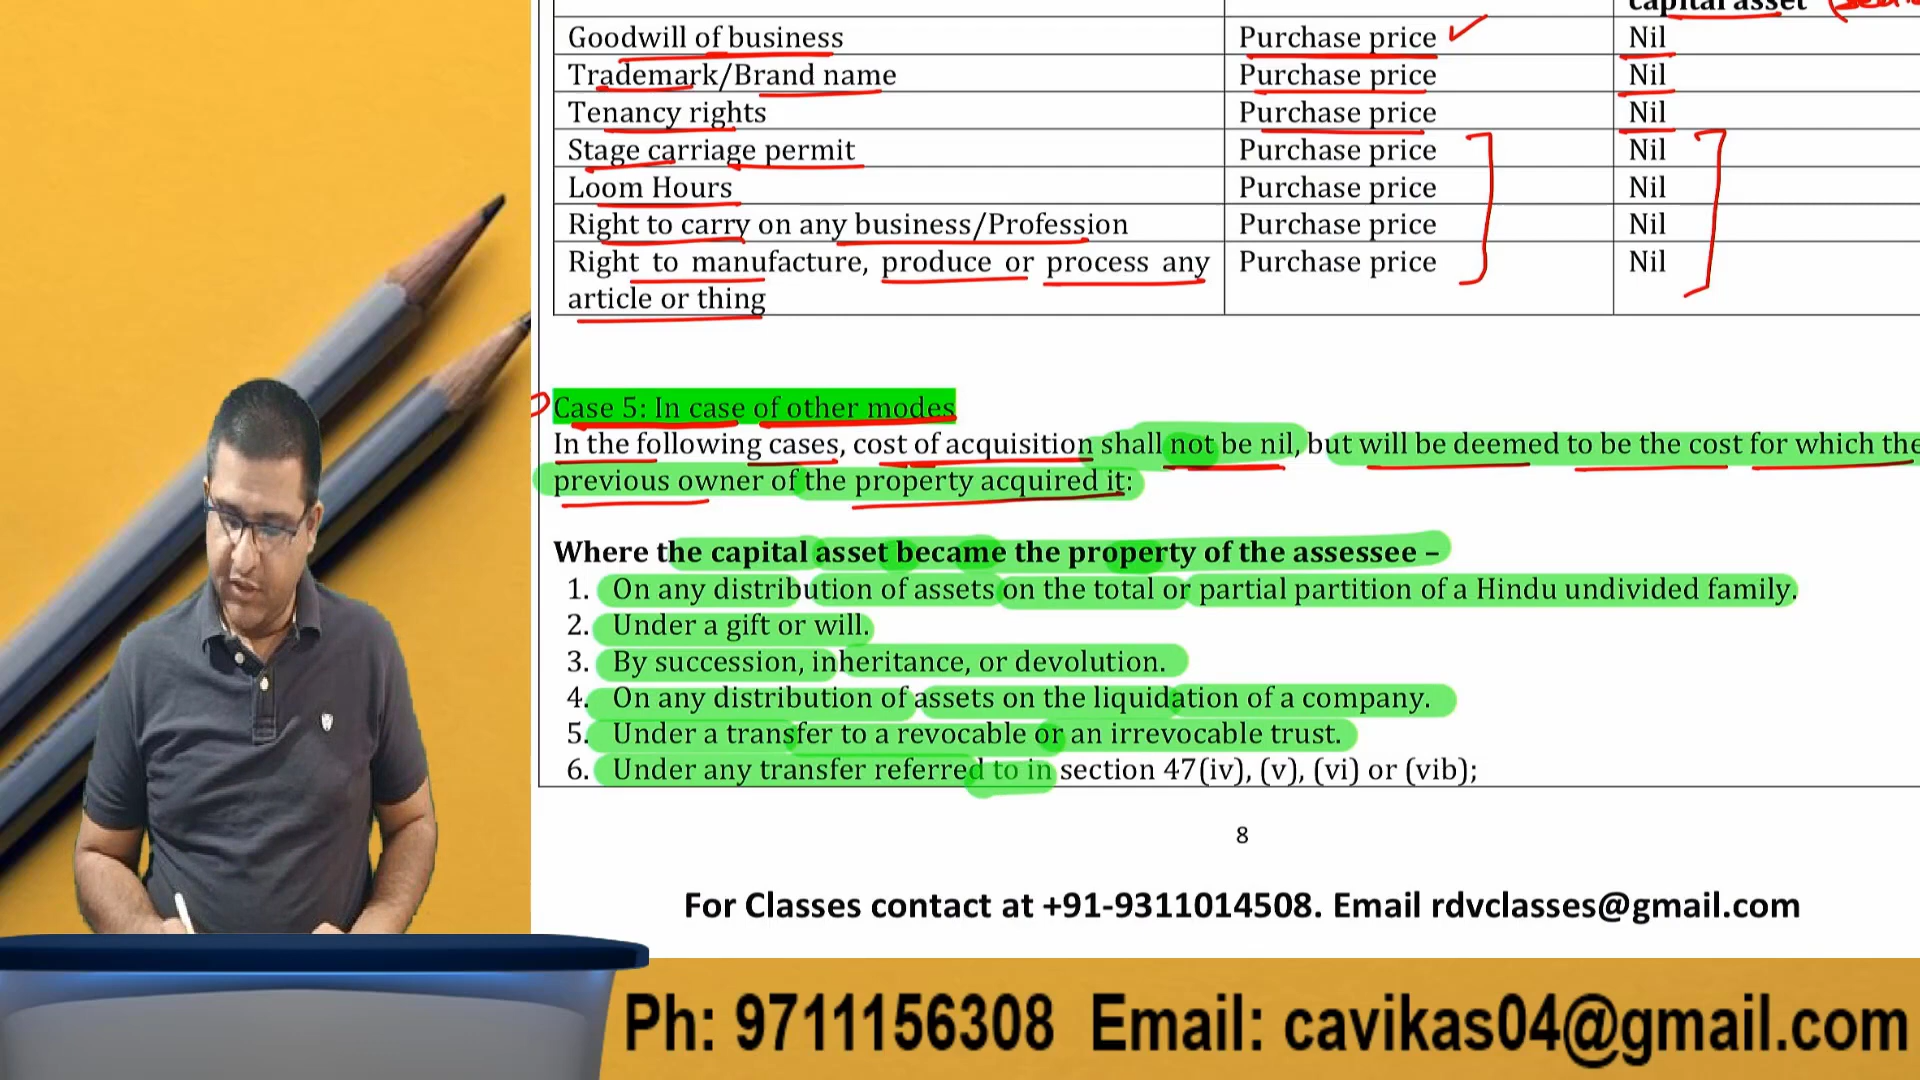 capital asset
Goodwill of business Purchase price Nil
Trademark/Brand name Purchase price Nil
Tenancy rights Purchase price Nil
Stage carriage permit Purchase price Nil
Loom Hours Purchase price Nil
Right to carry on any business/Profession Purchase price Nil
Right to manufacture, produce or process any Purchase price Nil
article or thing
Case 5: In case of other modes
In the following cases, cost of acquisition shall not be nil, but will be deemed to be the cost for which the
previous owner of the property acquired it:
Where the capital asset became the property of the assessee –
1. On any distribution of assets on the total or partial partition of a Hindu undivided family.
2. Under a gift or will.
3. By succession, inheritance, or devolution.
4. On any distribution of assets on the liquidation of a company.
5. Under a transfer to a revocable or an irrevocable trust.
6. Under any transfer referred to in section 47(iv), (v), (vi) or (vib);
8
For Classes contact at +91-9311014508. Email rdvclasses@gmail.com
Ph: 9711156308 Email: cavikas04@gmail.com